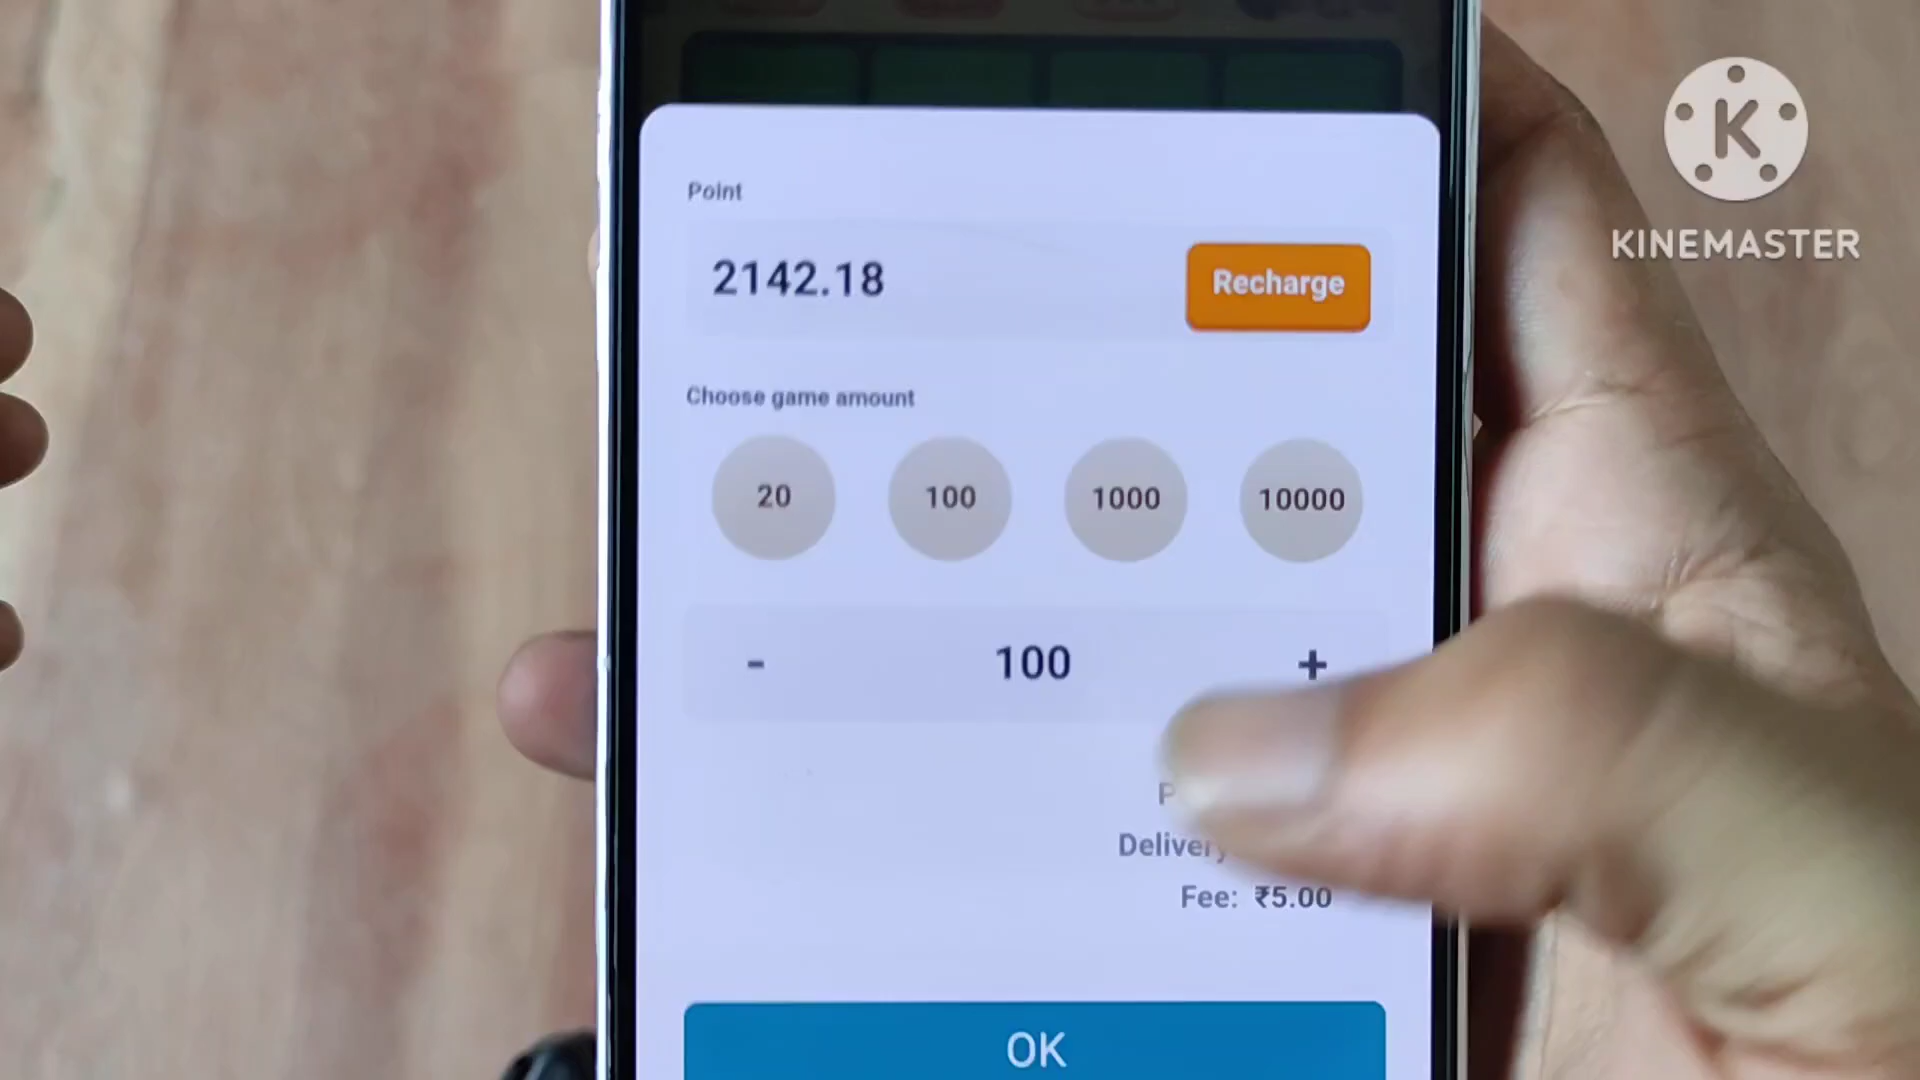 Point
2142.18 Recharge
K
KINEMASTER
Choose game amount
20 100 1000 10000
- 100 +
Delivery
Fee: ₹5.00
OK